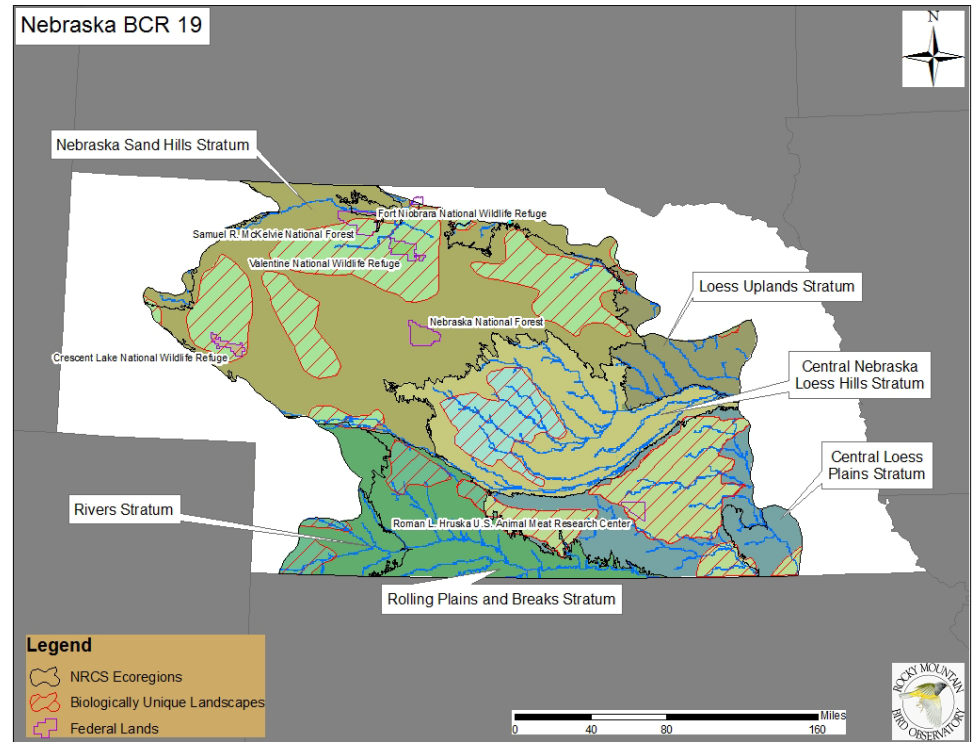 Nebraska BCR 19
N
Nebraska Sand Hills Stratum
Fort Niobrara National Wildlife Refuge
Samuel R. McKelvie National Forest
Valentine National Wildlife Refuge
Loess Uplands Stratum
Nebraska National Forest
Crescent Lake National Wildlife Refuge
Central Nebraska
Loess Hills Stratum
Central Loess
Plains Stratum
Rivers Stratum
Roman L. Hruska U.S. Animal Meat Research Center
Rolling Plains and Breaks Stratum
Legend
NRCS Ecoregions
Biologically Unique Landscapes
Federal Lands
Miles
0 40 80 160
ROCKY MOUNTAIN
BIRD OBSERVATORY